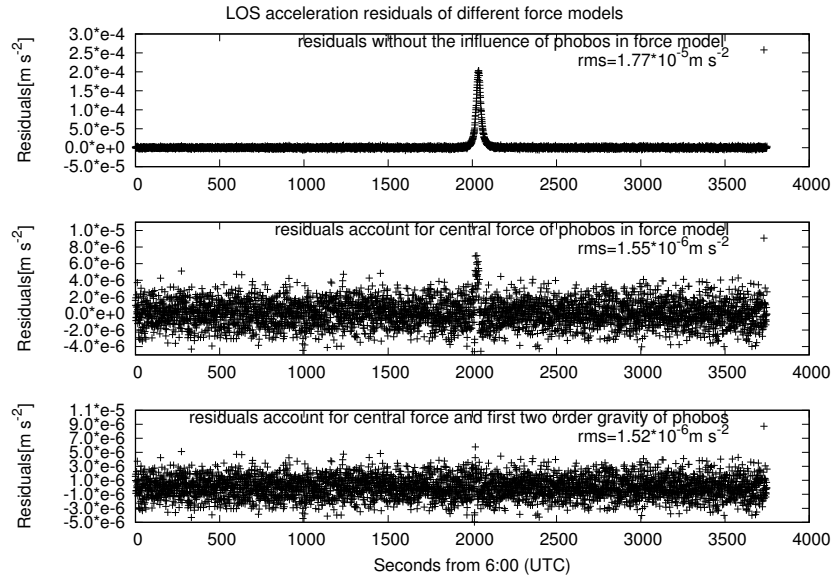 LOS acceleration residuals of different force models
3.0*e-4
2.5*e-4
2.0*e-4
1.5*e-4
1.0*e-4
5.0*e-5
0.0*e+0
-5.0*e-5
Residuals[m s⁻²]
residuals without the influence of phobos in force model
rms=1.77*10⁻⁵m s⁻²
0 500 1000 1500 2000 2500 3000 3500 4000
1.0*e-5
8.0*e-6
6.0*e-6
4.0*e-6
2.0*e-6
0.0*e+0
-2.0*e-6
-4.0*e-6
Residuals[m s⁻²]
residuals account for central force of phobos in force model
rms=1.55*10⁻⁶m s⁻²
0 500 1000 1500 2000 2500 3000 3500 4000
1.1*e-5
9.0*e-6
7.0*e-6
5.0*e-6
3.0*e-6
1.0*e-6
-1.0*e-6
-3.0*e-6
-5.0*e-6
Residuals[m s⁻²]
residuals account for central force and first two order gravity of phobos
rms=1.52*10⁻⁶m s⁻²
0 500 1000 1500 2000 2500 3000 3500 4000
Seconds from 6:00 (UTC)